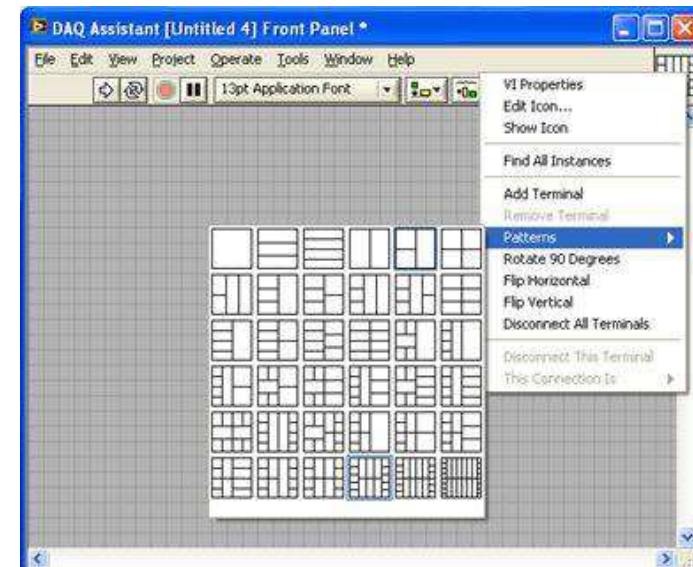 DAQ Assistant [Untitled 4] Front Panel *
File Edit View Project Operate Tools Window Help
13pt Application Font
VI Properties
Edit Icon...
Show Icon
Find All Instances
Add Terminal
Remove Terminal
Patterns
Rotate 90 Degrees
Flip Horizontal
Flip Vertical
Disconnect All Terminals
Disconnect This Terminal
This Connection Is